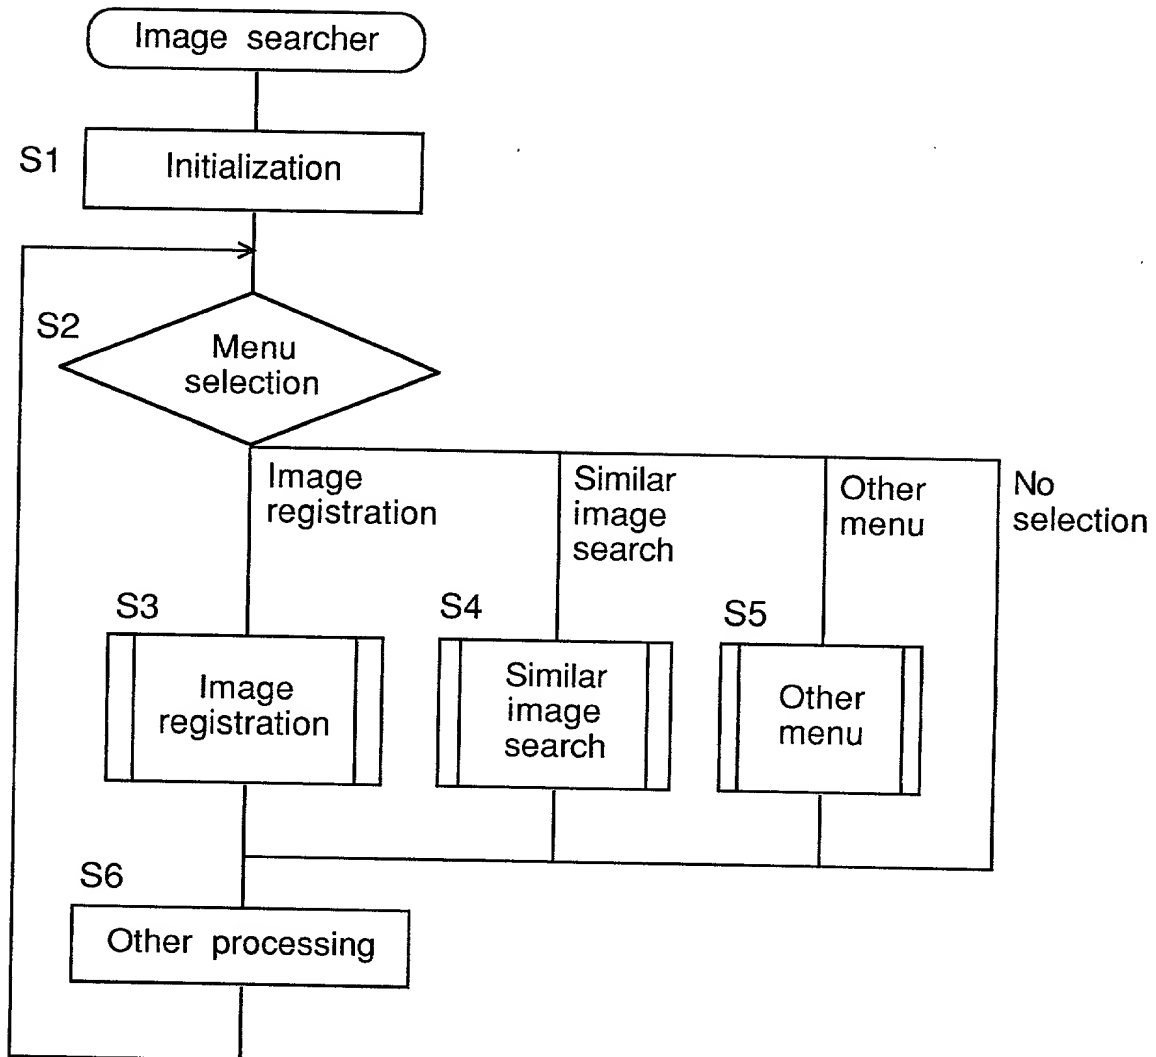 Image searcher
S1
Initialization
S2
Menu
selection
Image
registration
Similar
image
search
Other
menu
No
selection
S3
S4
S5
Image
registration
Similar
image
search
Other
menu
S6
Other processing